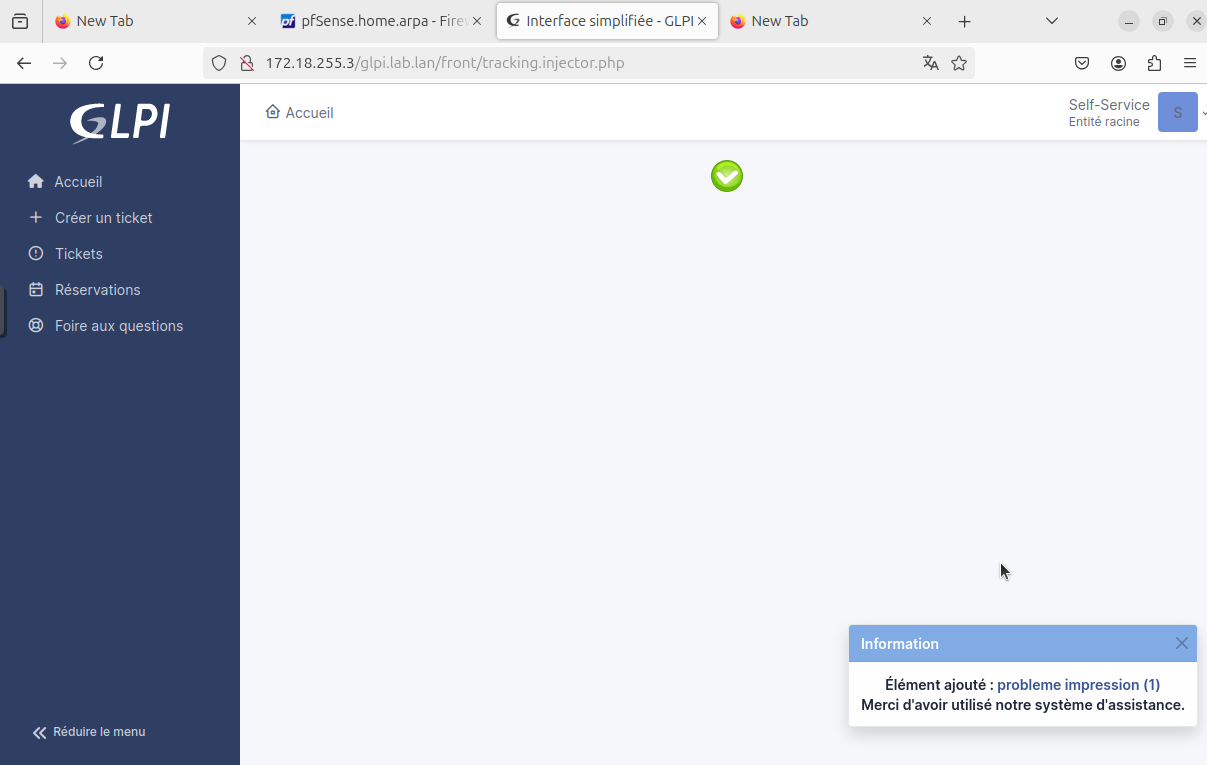 New Tab
pfSense.home.arpa - Firew
Interface simplifiée - GLPI
New Tab
172.18.255.3/glpi.lab.lan/front/tracking.injector.php
GLPI
Accueil
Self-Service
Entité racine
S
Accueil
Créer un ticket
Tickets
Réservations
Foire aux questions
Information
Élément ajouté : probleme impression (1)
Merci d'avoir utilisé notre système d'assistance.
Réduire le menu